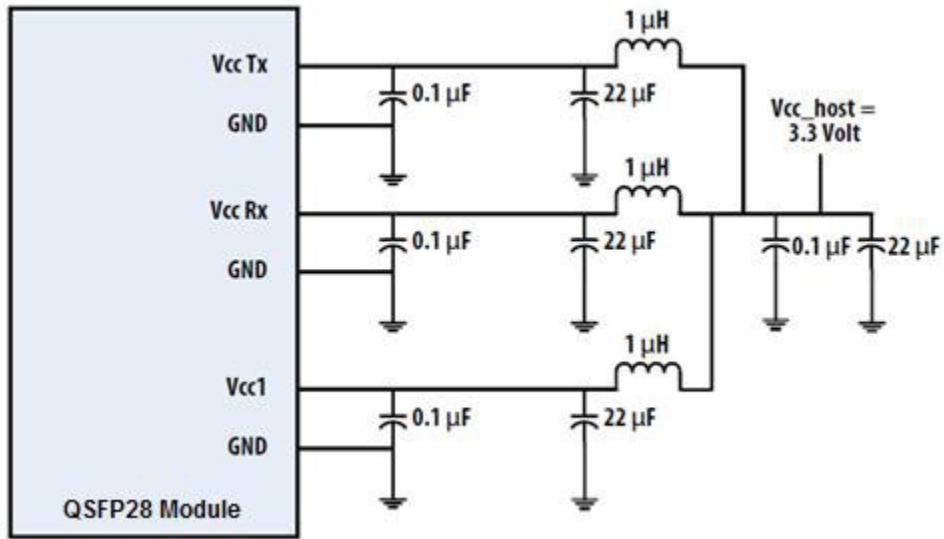 1 µH
Vcc Tx
0.1 µF
22 µF
GND
Vcc_host =
3.3 Volt
1 µH
Vcc Rx
0.1 µF
22 µF
0.1 µF
22 µF
GND
1 µH
Vcc1
0.1 µF
22 µF
GND
QSFP28 Module